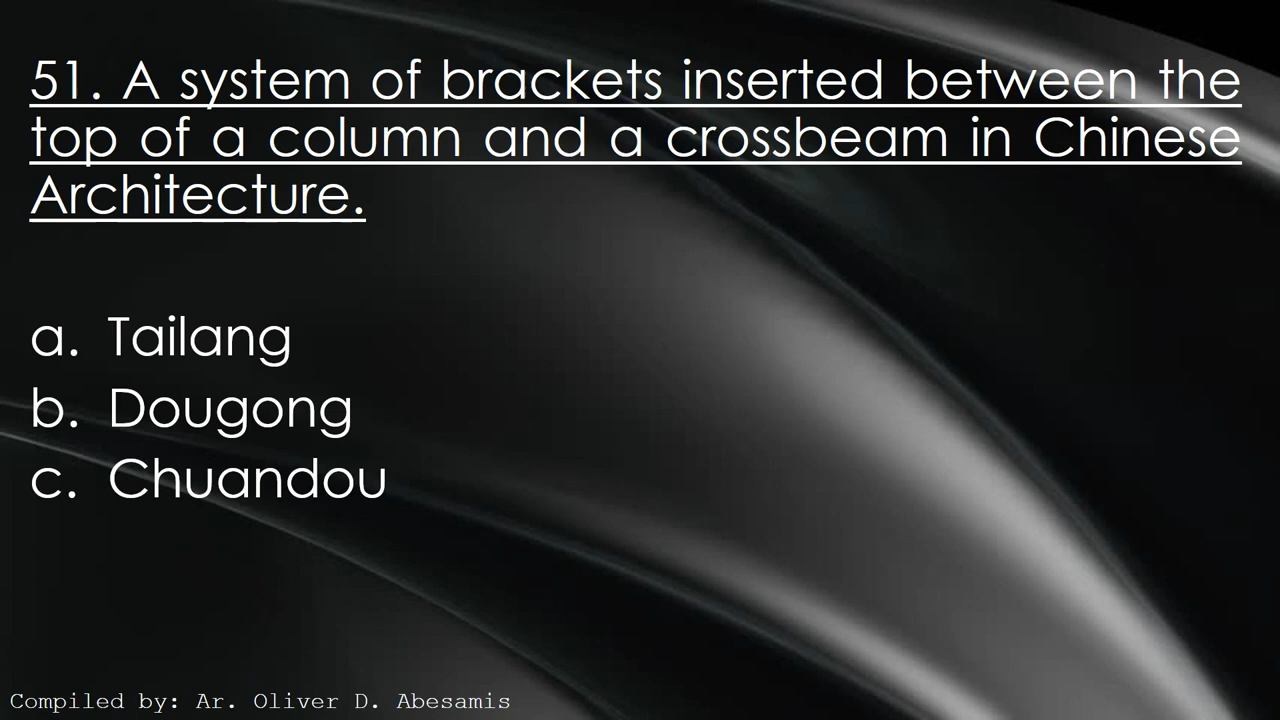 51. A system of brackets inserted between the
top of a column and a crossbeam in Chinese
Architecture.
a. Tailang
b. Dougong
c. Chuandou
Compiled by: Ar. Oliver D. Abesamis